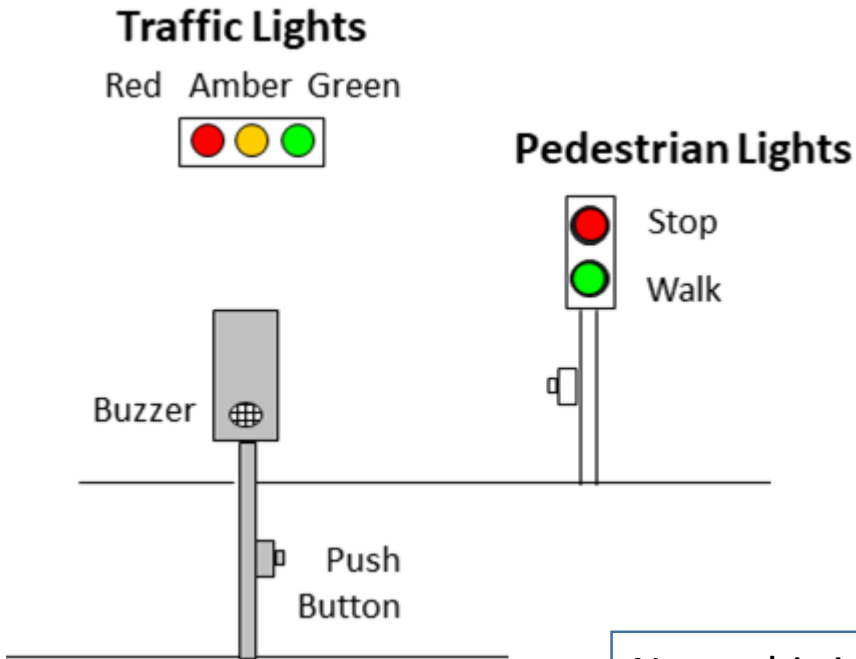 Traffic Lights
Red Amber Green
Pedestrian Lights
Stop
Walk
Buzzer
Push
Button